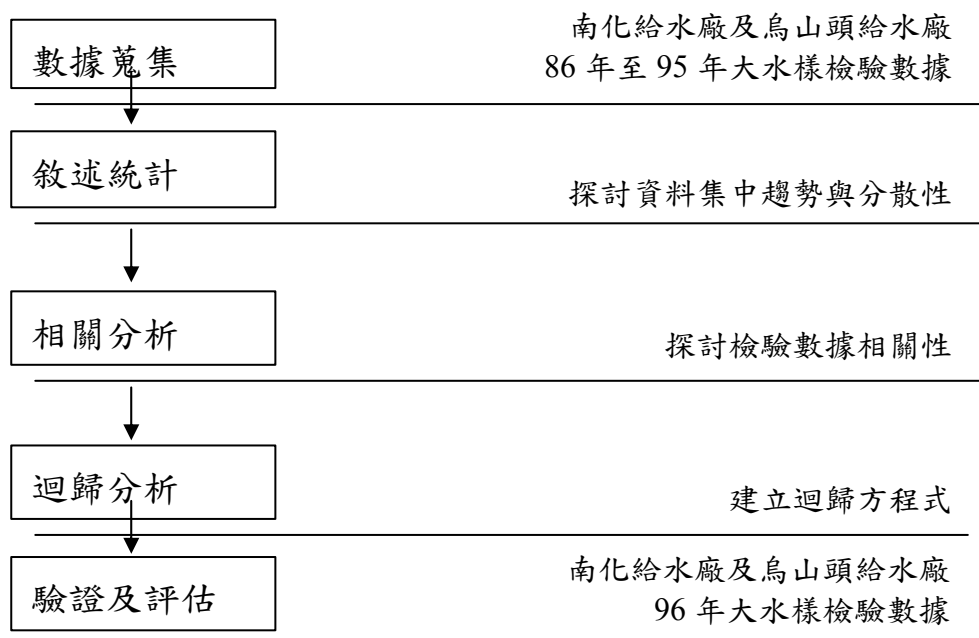 數據蒐集
南化給水廠及烏山頭給水廠
86 年至 95 年大水樣檢驗數據
敘述統計
探討資料集中趨勢與分散性
相關分析
探討檢驗數據相關性
迴歸分析
建立迴歸方程式
驗證及評估
南化給水廠及烏山頭給水廠
96 年大水樣檢驗數據